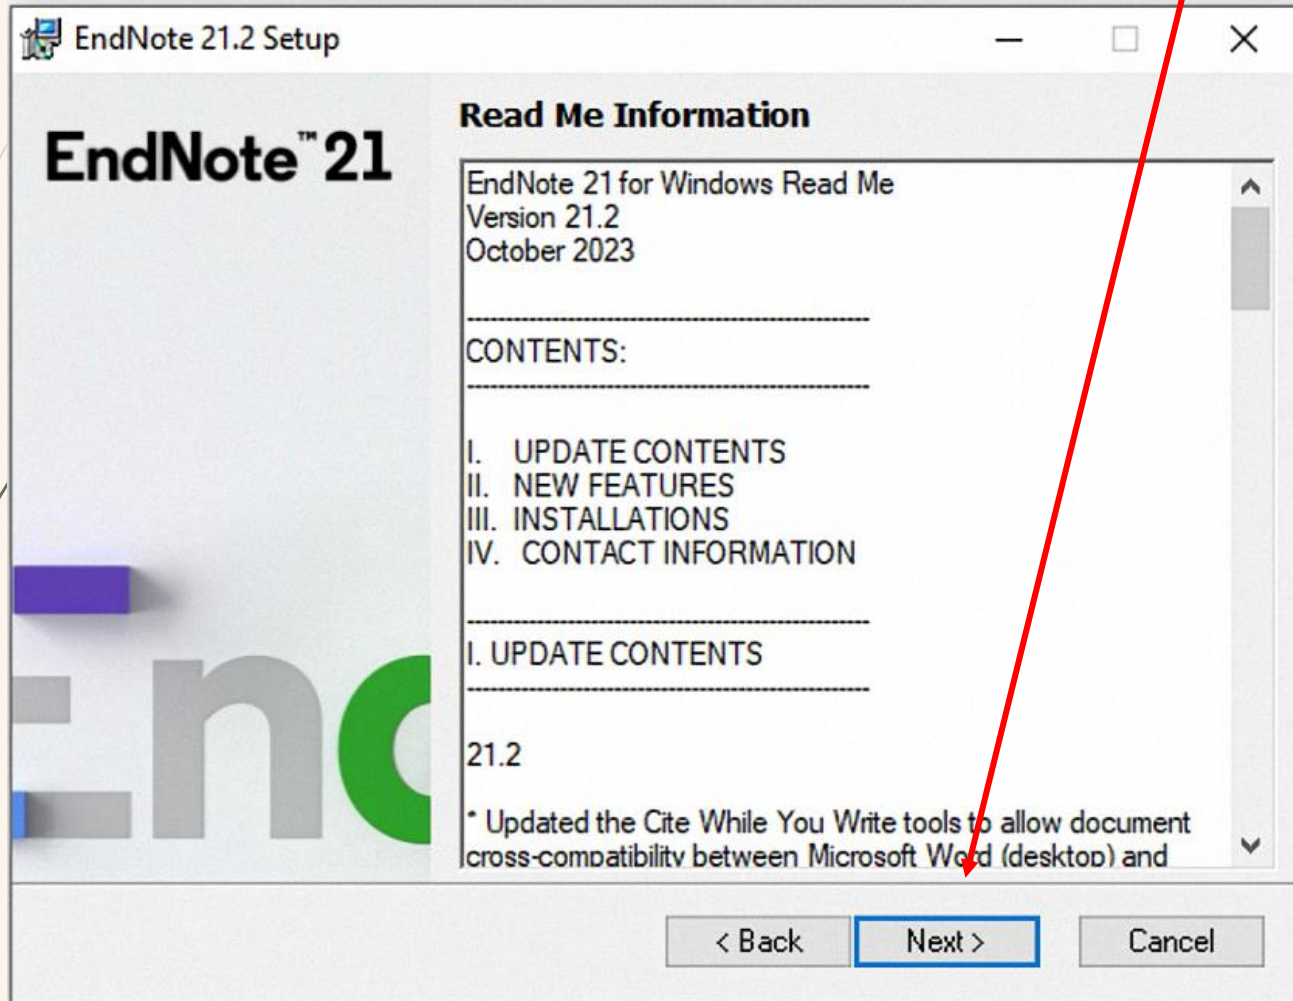 EndNote 21.2 Setup
EndNote™21
Read Me Information
EndNote 21 for Windows Read Me
Version 21.2
October 2023
---------------------------------------------------------
CONTENTS:
---------------------------------------------------------
I. UPDATE CONTENTS
II. NEW FEATURES
III. INSTALLATIONS
IV. CONTACT INFORMATION
---------------------------------------------------------
I. UPDATE CONTENTS
---------------------------------------------------------
21.2
* Updated the Cite While You Write tools to allow document
cross-compatibility between Microsoft Word (desktop) and
En
< Back
Next >
Cancel